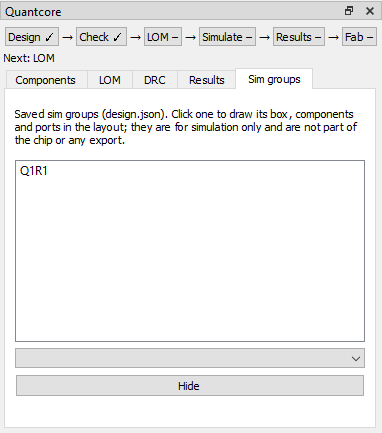 Quantcore
Design ✓ → Check ✓ → LOM – → Simulate – → Results – → Fab –
Next: LOM
Components LOM DRC Results Sim groups
Saved sim groups (design.json). Click one to draw its box, components
and ports in the layout; they are for simulation only and are not part of
the chip or any export.
Q1R1
Hide